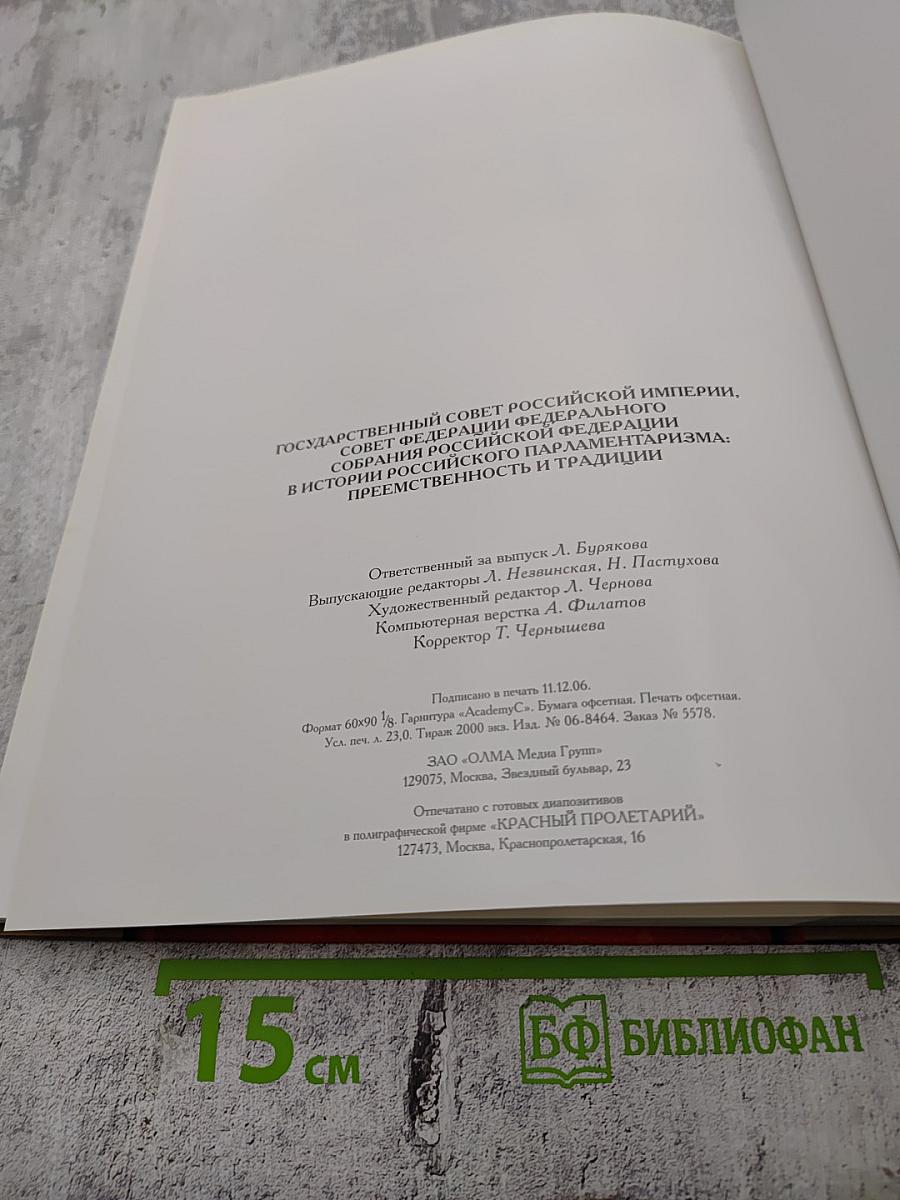 ГОСУДАРСТВЕННЫЙ СОВЕТ РОССИЙСКОЙ ИМПЕРИИ,
СОВЕТ ФЕДЕРАЦИИ ФЕДЕРАЛЬНОГО
СОБРАНИЯ РОССИЙСКОЙ ФЕДЕРАЦИИ
В ИСТОРИИ РОССИЙСКОГО ПАРЛАМЕНТАРИЗМА:
ПРЕЕМСТВЕННОСТЬ И ТРАДИЦИИ
Ответственный за выпуск Л. Бурякова
Выпускающие редакторы Л. Незвинская, Н. Пастухова
Художественный редактор Л. Чернова
Компьютерная верстка А. Филатов
Корректор Т. Чернышева
Подписано в печать 11.12.06.
Формат 60x90 1/8. Гарнитура «AcademyC». Бумага офсетная. Печать офсетная.
Усл. печ. л. 23,0. Тираж 2000 экз. Изд. № 06-8464. Заказ № 5578.
ЗАО «ОЛМА Медиа Групп»
129075, Москва, Звездный бульвар, 23
Отпечатано с готовых диапозитивов
в полиграфической фирме «КРАСНЫЙ ПРОЛЕТАРИЙ»
127473, Москва, Краснопролетарская, 16
15 см
БФ БИБЛИОФАН